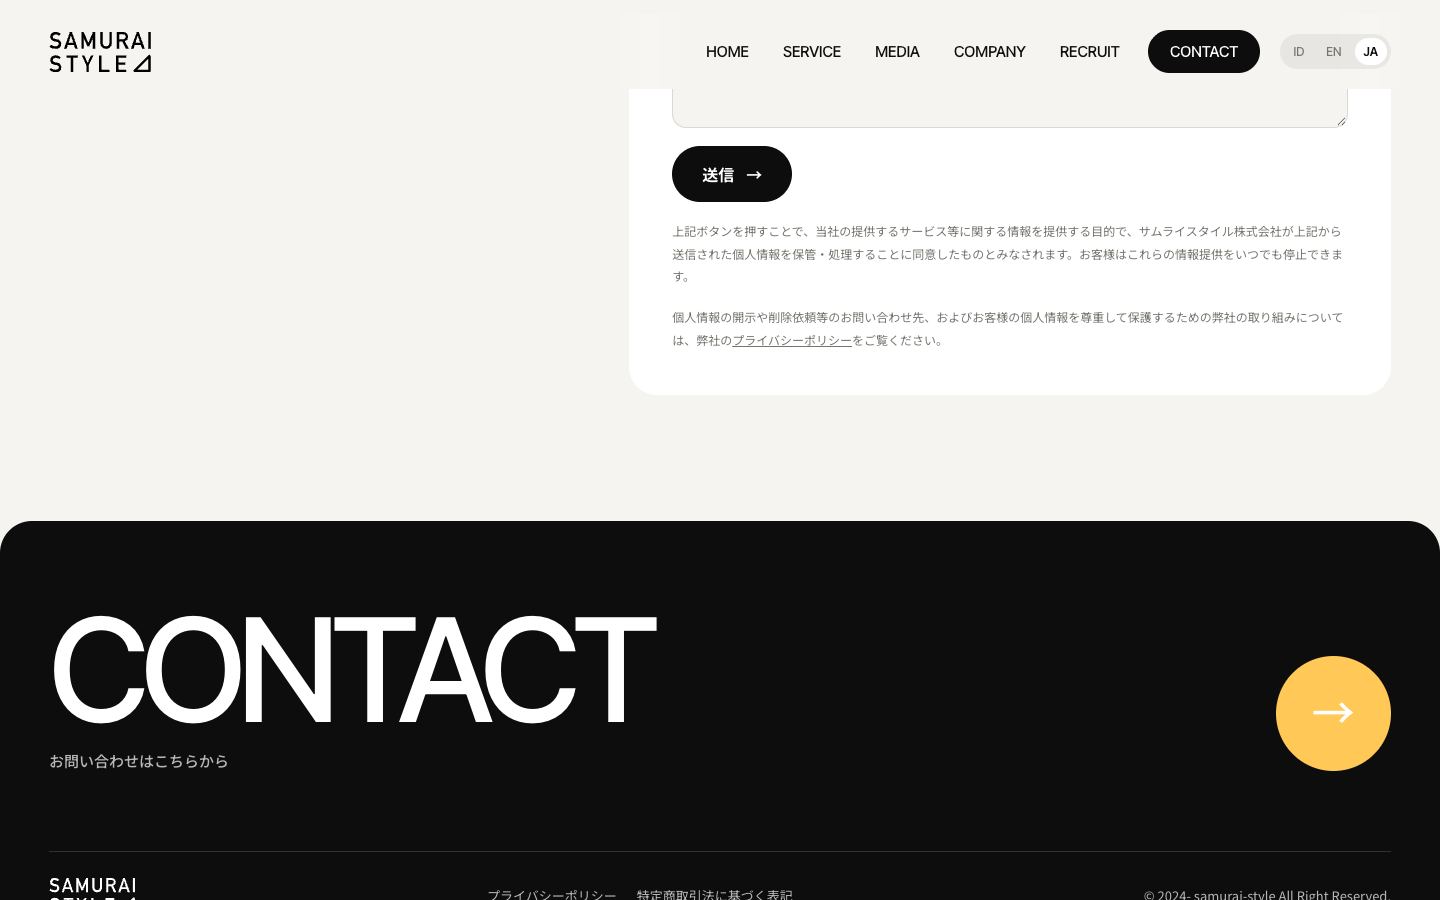 SAMURAI
STYLE
HOME SERVICE MEDIA COMPANY RECRUIT CONTACT ID EN JA
送信 →
上記ボタンを押すことで、当社の提供するサービス等に関する情報を提供する目的で、サムライスタイル株式会社が上記から
送信された個人情報を保管・処理することに同意したものとみなされます。お客様はこれらの情報提供をいつでも停止できま
す。
個人情報の開示や削除依頼等のお問い合わせ先、およびお客様の個人情報を尊重して保護するための弊社の取り組みについて
は、弊社のプライバシーポリシーをご覧ください。
CONTACT
お問い合わせはこちらから
SAMURAI
STYLE
プライバシーポリシー 特定商取引法に基づく表記
© 2024- samurai-style All Right Reserved.